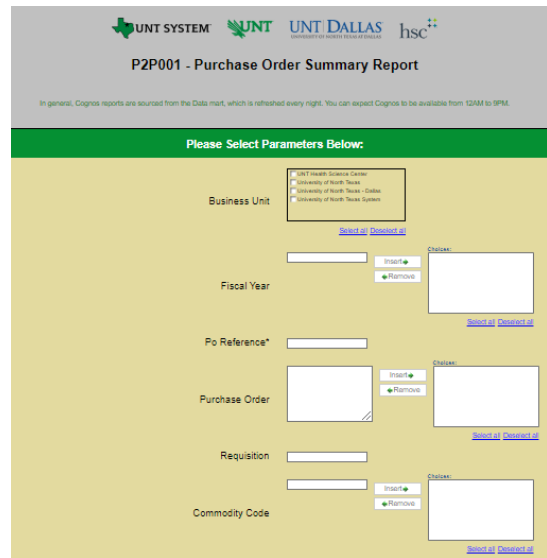 UNT SYSTEM UNT UNT DALLAS hsc
UNIVERSITY OF NORTH TEXAS AT DALLAS
P2P001 - Purchase Order Summary Report
In general, Cognos reports are sourced from the Data mart, which is refreshed every night. You can expect Cognos to be available from 12AM to 9PM.
Please Select Parameters Below:
Business Unit
UNT Health Science Center
University of North Texas
University of North Texas - Dallas
University of North Texas System
Select all Deselect all
Fiscal Year
Insert
Remove
Choices:
Select all Deselect all
Po Reference*
Purchase Order
Insert
Remove
Choices:
Select all Deselect all
Requisition
Commodity Code
Insert
Remove
Choices:
Select all Deselect all